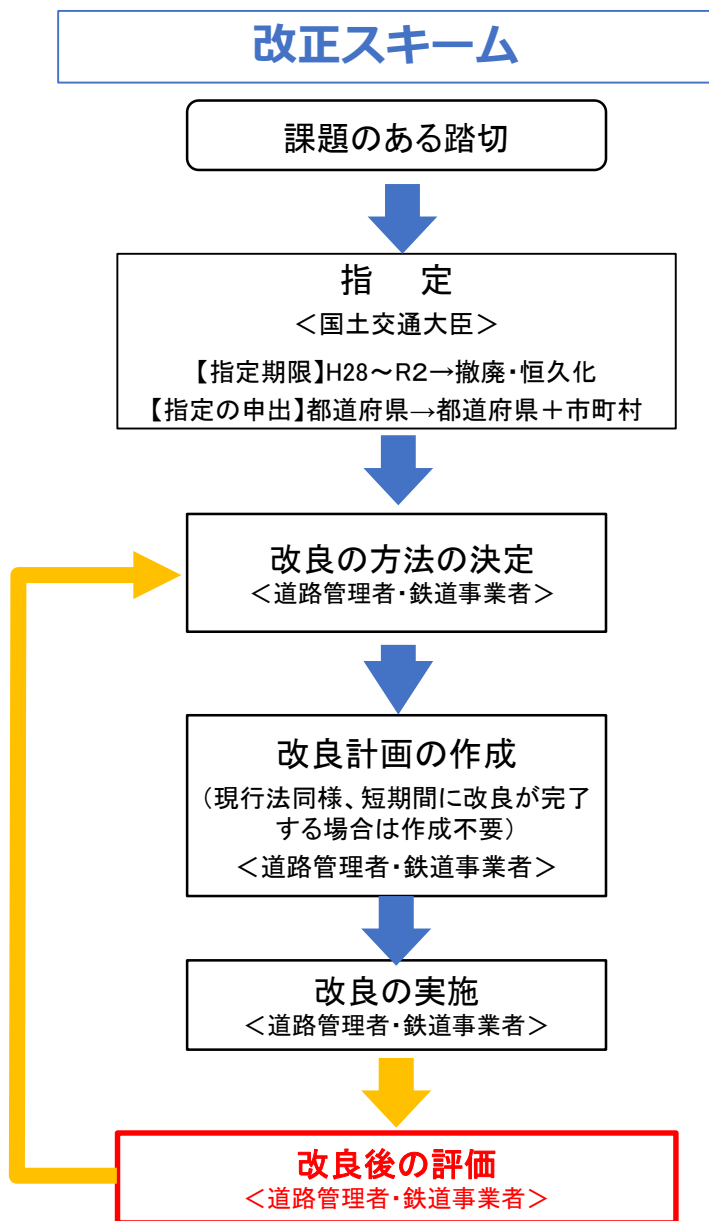 改正スキーム
課題のある踏切
指　定
＜国土交通大臣＞
【指定期限】H28～R2→撤廃・恒久化
【指定の申出】都道府県→都道府県＋市町村
改良の方法の決定
＜道路管理者・鉄道事業者＞
改良計画の作成
（現行法同様、短期間に改良が完了
する場合は作成不要）
＜道路管理者・鉄道事業者＞
改良の実施
＜道路管理者・鉄道事業者＞
改良後の評価
＜道路管理者・鉄道事業者＞